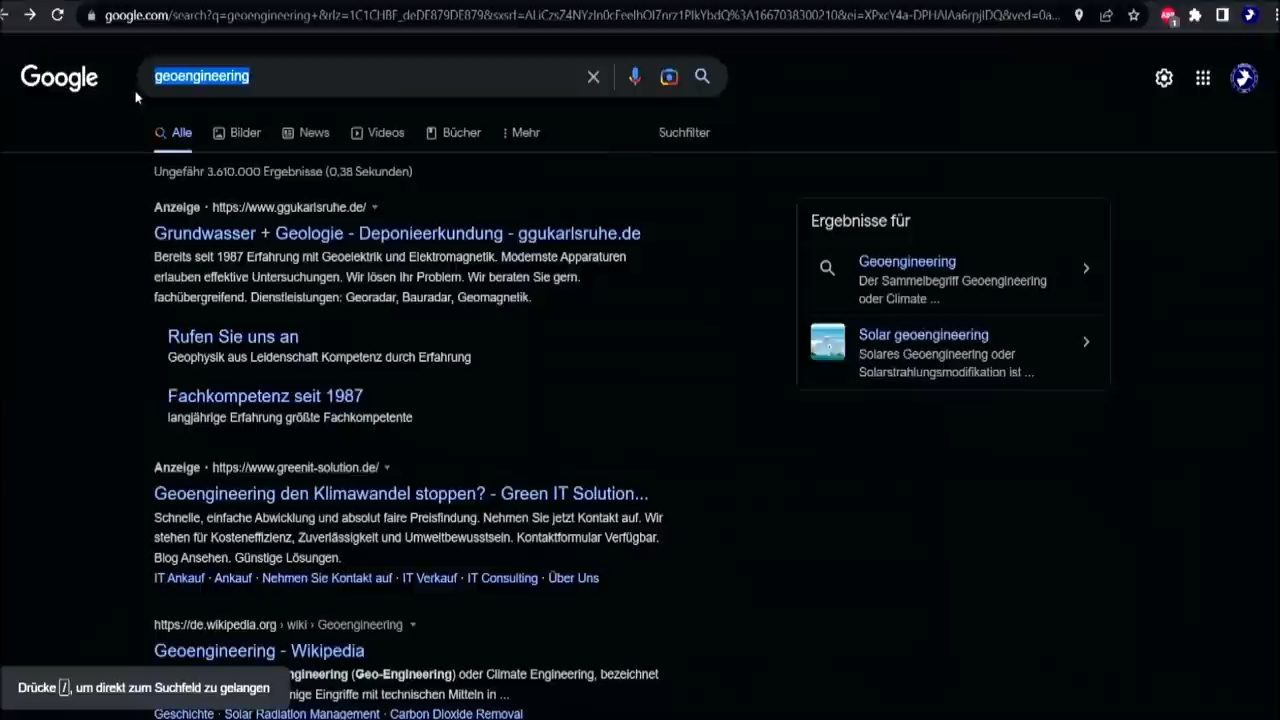 google.com/search?q=geoengineering+&rlz=1C1CHBF_deDE879DE879&sxsrf=
Google
geoengineering
Alle
Bilder
News
Videos
Bücher
Mehr
Suchfilter
Ungefähr 3.610.000 Ergebnisse (0,38 Sekunden)
Anzeige · https://www.ggukarlsruhe.de/
Grundwasser + Geologie - Deponieerkundung - ggukarlsruhe.de
Bereits seit 1987 Erfahrung mit Geoelektrik und Elektromagnetik. Modernste Apparaturen
erlauben effektive Untersuchungen. Wir lösen Ihr Problem. Wir beraten Sie gern.
fachübergreifend. Dienstleistungen: Georadar, Bauradar, Geomagnetik.
Rufen Sie uns an
Geophysik aus Leidenschaft Kompetenz durch Erfahrung
Fachkompetenz seit 1987
langjährige Erfahrung größte Fachkompetente
Anzeige · https://www.greenit-solution.de/
Geoengineering den Klimawandel stoppen? - Green IT Solution...
Schnelle, einfache Abwicklung und absolut faire Preisfindung. Nehmen Sie jetzt Kontakt auf. Wir
stehen für Kosteneffizienz, Zuverlässigkeit und Umweltbewusstsein. Kontaktformular Verfügbar.
Blog Ansehen. Günstige Lösungen.
IT Ankauf · Ankauf · Nehmen Sie Kontakt auf · IT Verkauf · IT Consulting · Über Uns
https://de.wikipedia.org › wiki › Geoengineering
Geoengineering - Wikipedia
ngineering (Geo-Engineering) oder Climate Engineering, bezeichnet
nige Eingriffe mit technischen Mitteln in ...
Geschichte · Solar Radiation Management · Carbon Dioxide Removal
Drücke /, um direkt zum Suchfeld zu gelangen
Ergebnisse für
Geoengineering
Der Sammelbegriff Geoengineering
oder Climate ...
Solar geoengineering
Solares Geoengineering oder
Solarstrahlungsmodifikation ist ...